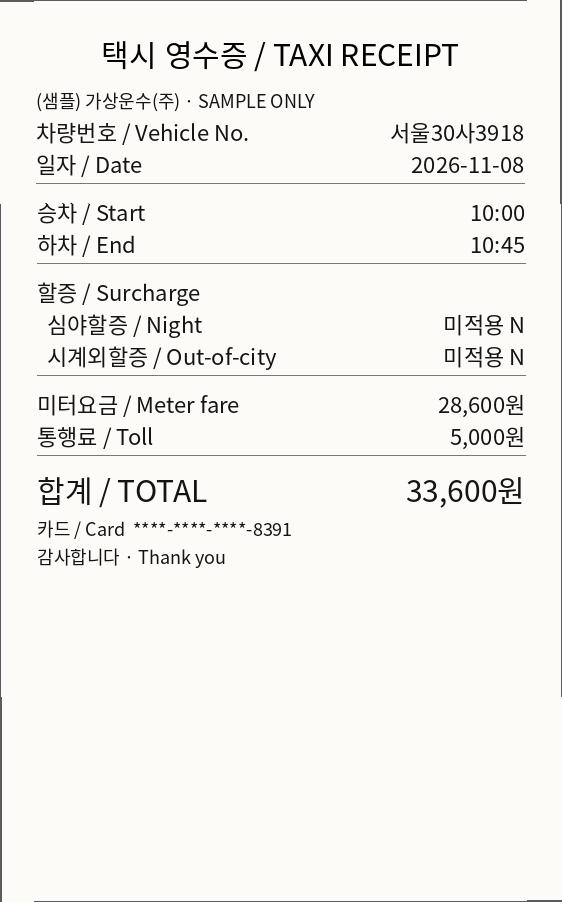 택시 영수증 / TAXI RECEIPT
(샘플) 가상운수(주) · SAMPLE ONLY
차량번호 / Vehicle No. 서울30사3918
일자 / Date 2026-11-08
승차 / Start 10:00
하차 / End 10:45
할증 / Surcharge
심야할증 / Night 미적용 N
시계외할증 / Out-of-city 미적용 N
미터요금 / Meter fare 28,600원
통행료 / Toll 5,000원
합계 / TOTAL 33,600원
카드 / Card ****-****-****-8391
감사합니다 · Thank you